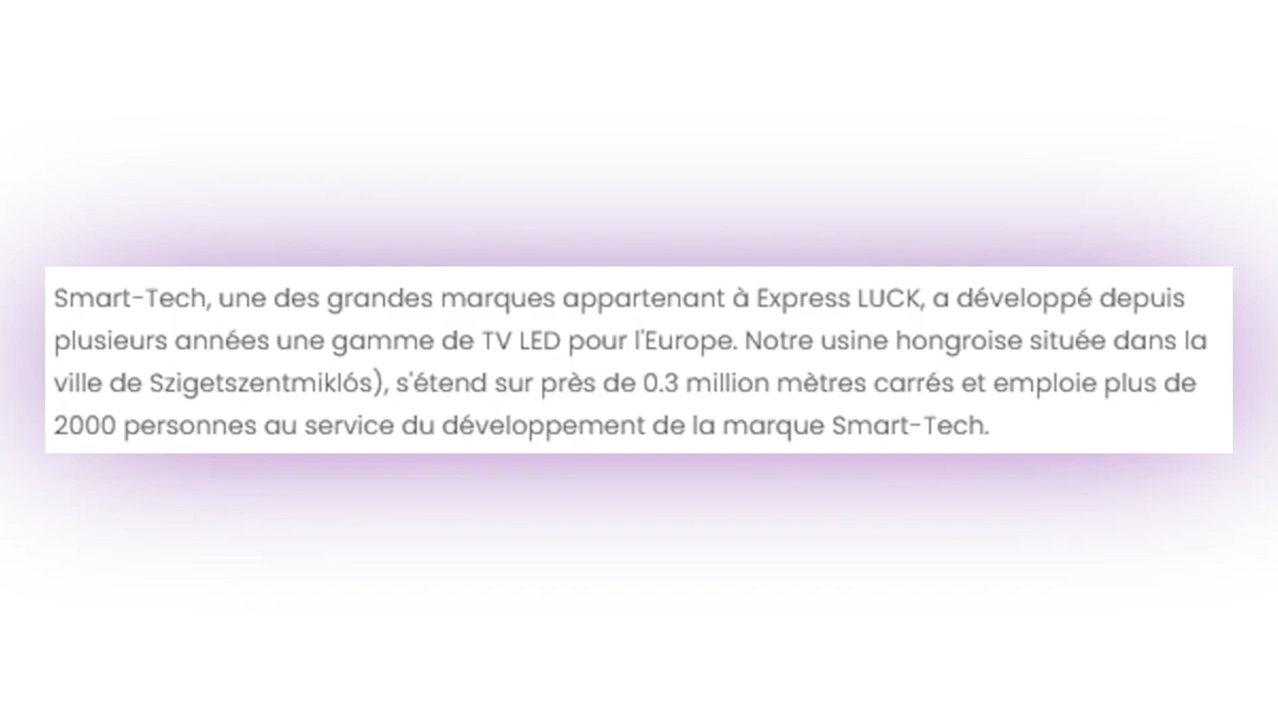 Smart-Tech, une des grandes marques appartenant à Express LUCK, a développé depuis
plusieurs années une gamme de TV LED pour l'Europe. Notre usine hongroise située dans la
ville de Szigetszentmiklós), s'étend sur près de 0.3 million mètres carrés et emploie plus de
2000 personnes au service du développement de la marque Smart-Tech.